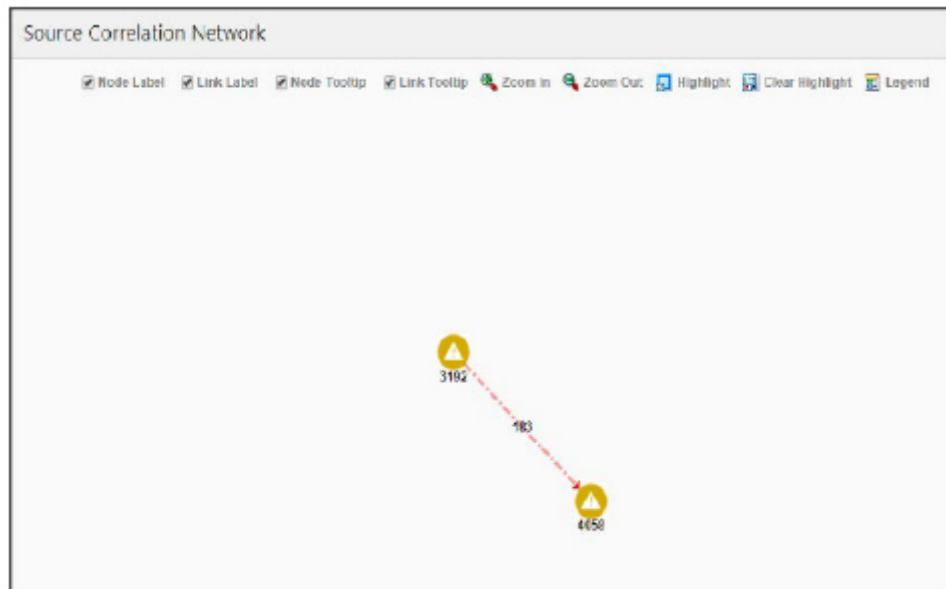 Source Correlation Network
Node Label Link Label Node Tooltip Link Tooltip Zoom In Zoom Out Highlight Clear Highlight Legend
3192
183
4058